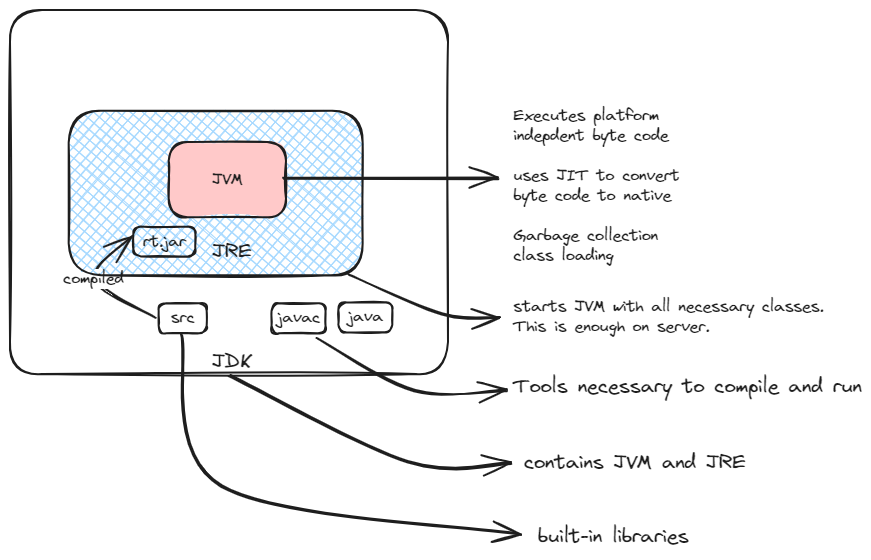 Executes platform
indepdent byte code
uses JIT to convert
byte code to native
Garbage collection
class loading
JVM
rt.jar
JRE
compiled
src
javac
java
JDK
starts JVM with all necessary classes.
This is enough on server.
Tools necessary to compile and run
contains JVM and JRE
built-in libraries